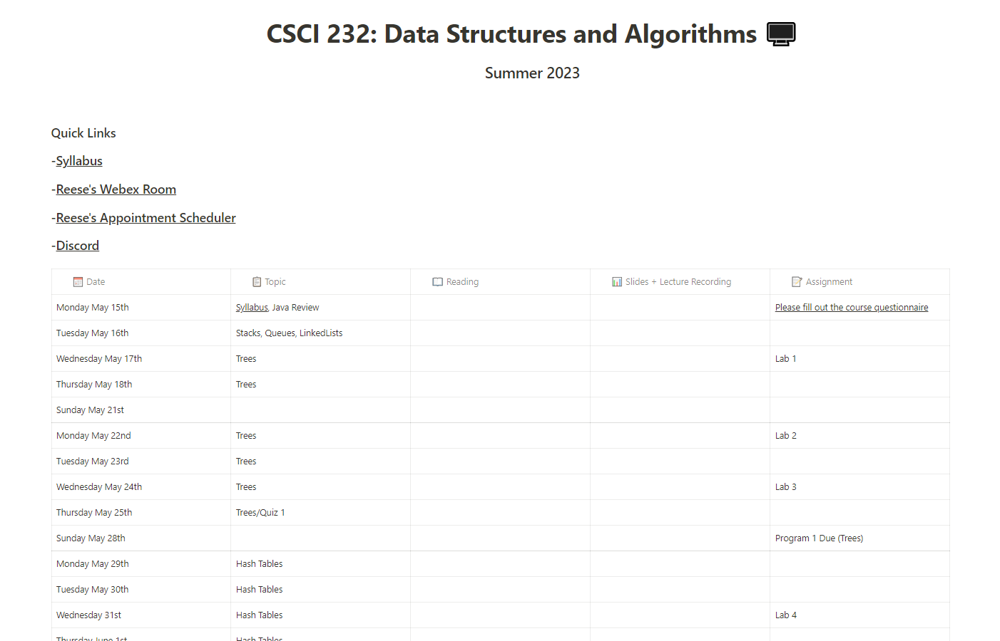 CSCI 232: Data Structures and Algorithms
Summer 2023
Quick Links
-Syllabus
-Reese's Webex Room
-Reese's Appointment Scheduler
-Discord
Date Topic Reading Slides + Lecture Recording Assignment
Monday May 15th Syllabus, Java Review Please fill out the course questionnaire
Tuesday May 16th Stacks, Queues, LinkedLists
Wednesday May 17th Trees Lab 1
Thursday May 18th Trees
Sunday May 21st
Monday May 22nd Trees Lab 2
Tuesday May 23rd Trees
Wednesday May 24th Trees Lab 3
Thursday May 25th Trees/Quiz 1
Sunday May 28th Program 1 Due (Trees)
Monday May 29th Hash Tables
Tuesday May 30th Hash Tables
Wednesday 31st Hash Tables Lab 4
Thursday June 1st Hash Tables